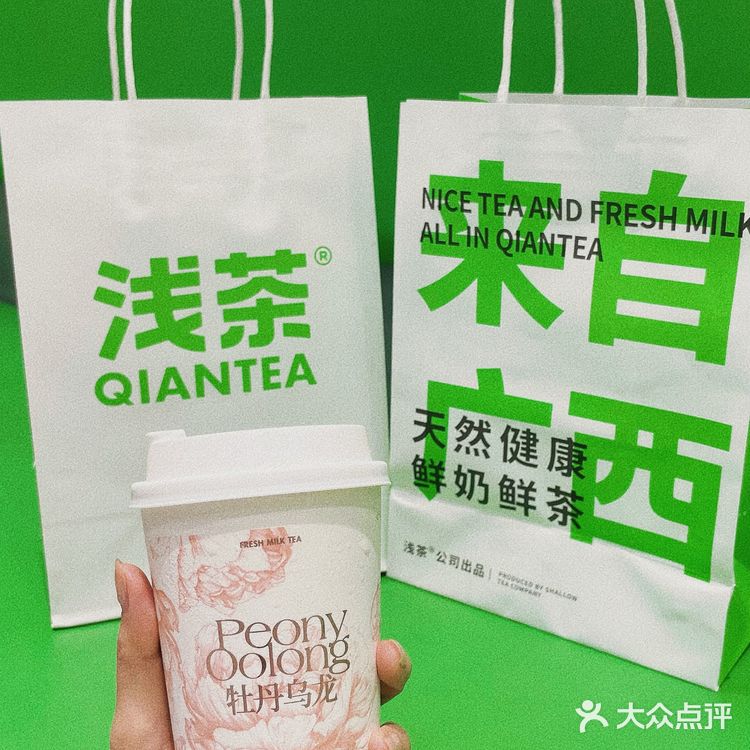 浅茶®
QIANTEA
NICE TEA AND FRESH MILK
ALL IN QIANTEA
来自
广西
天然健康
鲜奶鲜茶
浅茶®公司出品
PRODUCED BY SHALLOW
TEA COMPANY
FRESH MILK TEA
Peony
Oolong
牡丹乌龙
大众点评